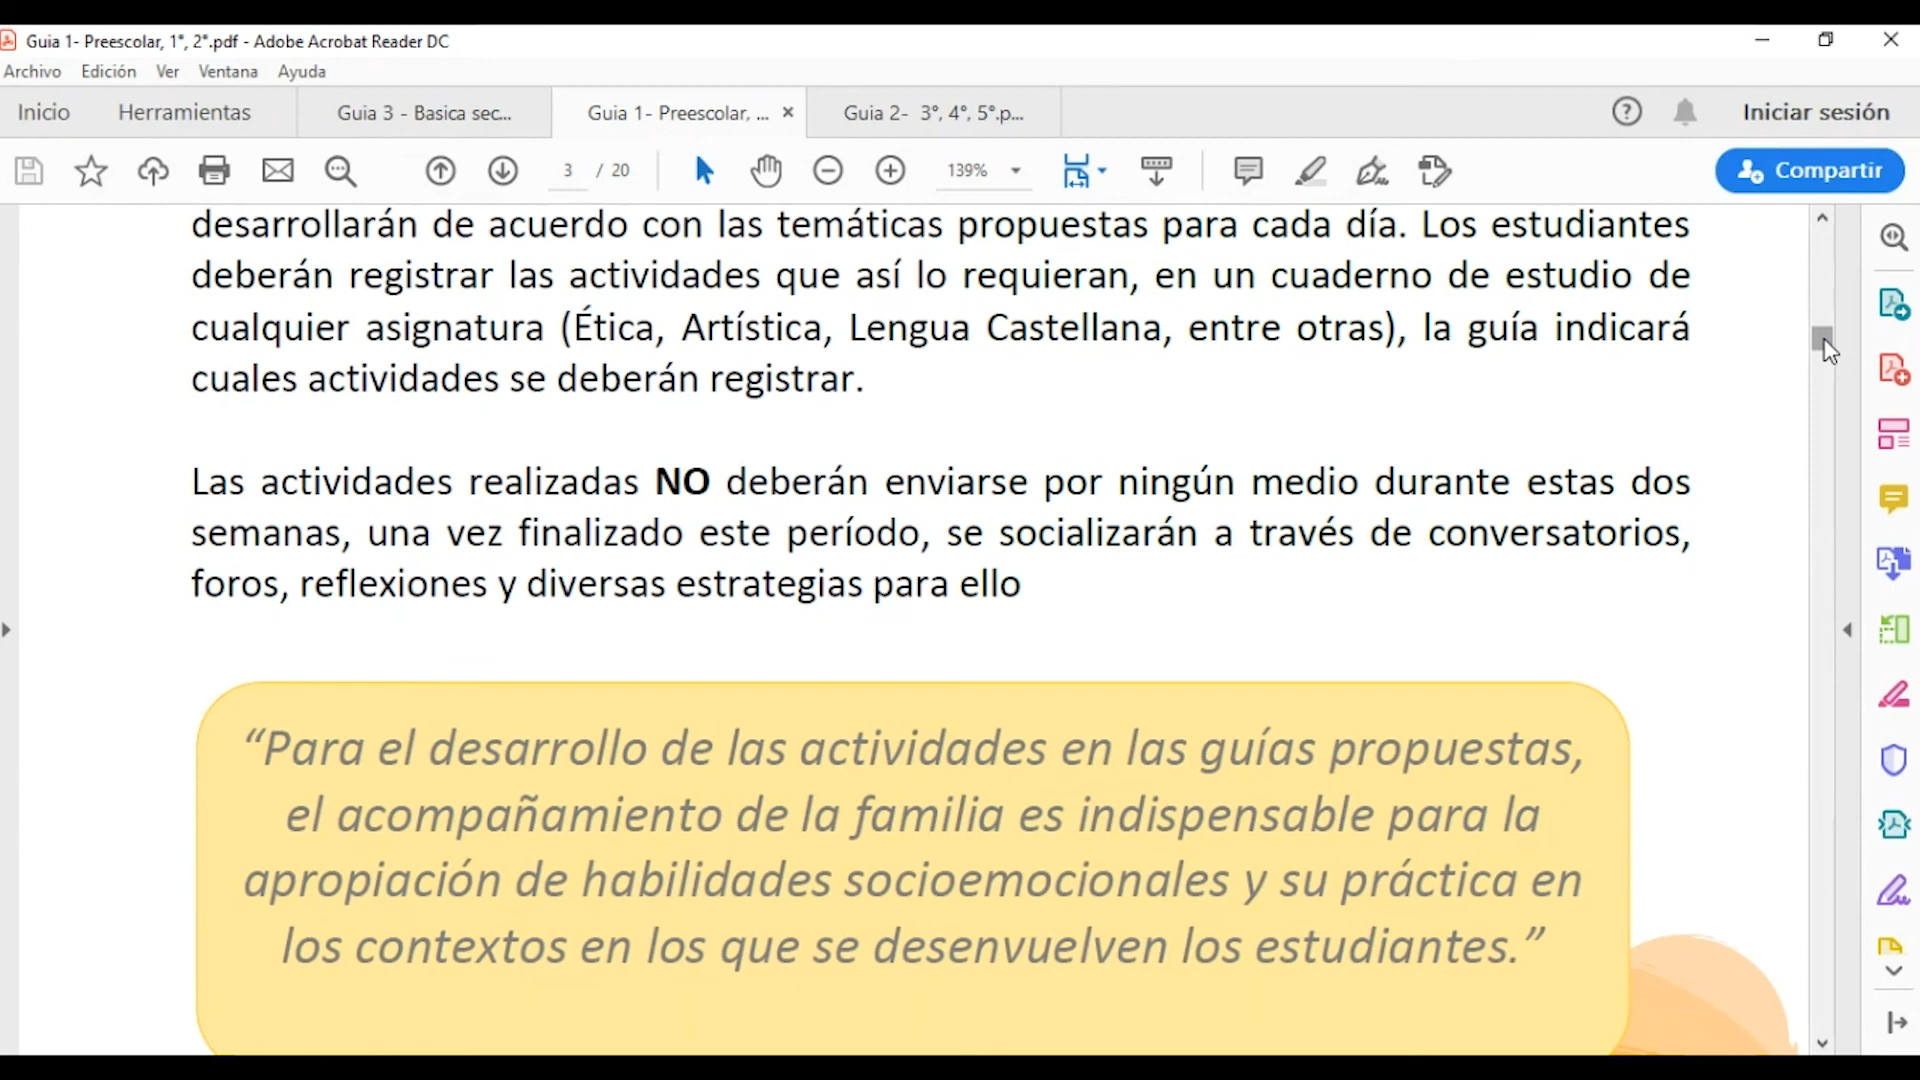 Guia 1- Preescolar, 1°, 2°.pdf - Adobe Acrobat Reader DC
Archivo Edición Ver Ventana Ayuda
Inicio Herramientas Guia 3 - Basica sec... Guia 1- Preescolar, ... Guia 2- 3°, 4°, 5°.p... Iniciar sesión
3 / 20 139% Compartir
desarrollarán de acuerdo con las temáticas propuestas para cada día. Los estudiantes
deberán registrar las actividades que así lo requieran, en un cuaderno de estudio de
cualquier asignatura (Ética, Artística, Lengua Castellana, entre otras), la guía indicará
cuales actividades se deberán registrar.
Las actividades realizadas NO deberán enviarse por ningún medio durante estas dos
semanas, una vez finalizado este período, se socializarán a través de conversatorios,
foros, reflexiones y diversas estrategias para ello
“Para el desarrollo de las actividades en las guías propuestas,
el acompañamiento de la familia es indispensable para la
apropiación de habilidades socioemocionales y su práctica en
los contextos en los que se desenvuelven los estudiantes.”